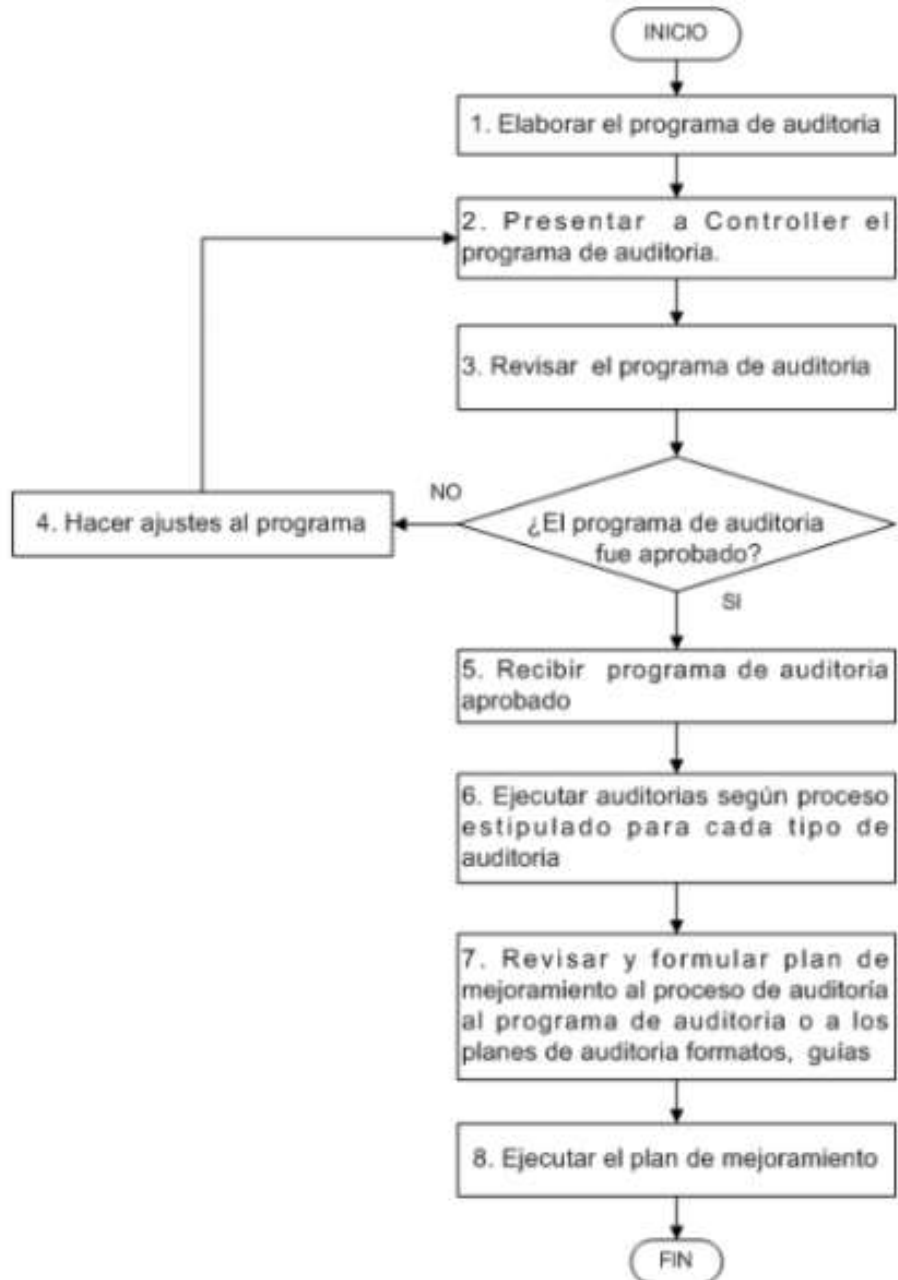 INICIO
1. Elaborar el programa de auditoria
2. Presentar a Controller el
programa de auditoria.
3. Revisar el programa de auditoria
NO
4. Hacer ajustes al programa
¿El programa de auditoria
fue aprobado?
SI
5. Recibir programa de auditoria
aprobado
6. Ejecutar auditorias según proceso
estipulado para cada tipo de
auditoria
7. Revisar y formular plan de
mejoramiento al proceso de auditoría
al programa de auditoria o a los
planes de auditoria formatos, guías
8. Ejecutar el plan de mejoramiento
FIN